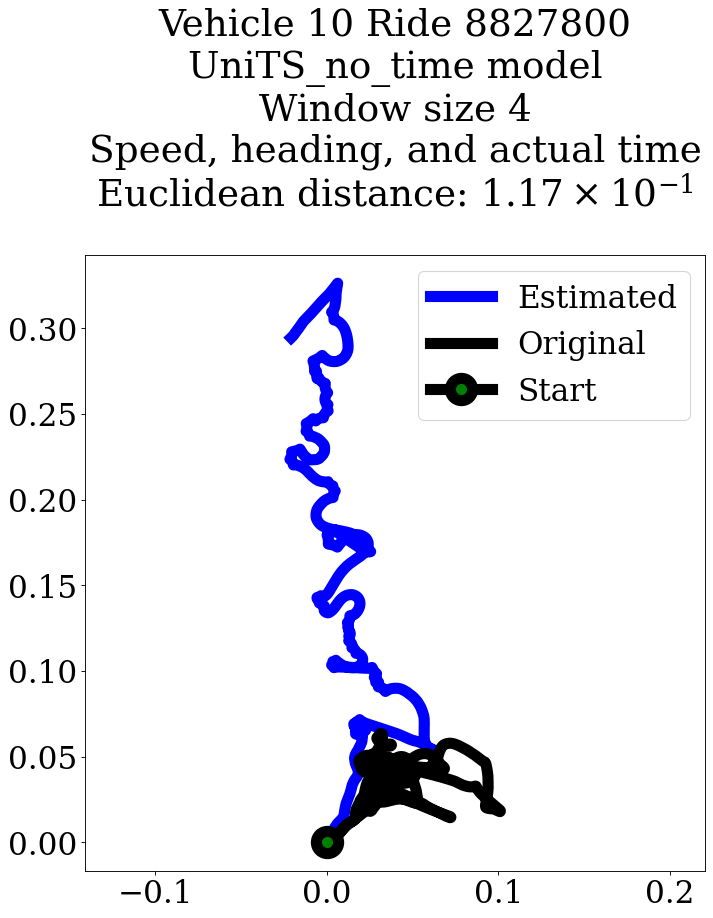 Vehicle 10 Ride 8827800
UniTS_no_time model
Window size 4
Speed, heading, and actual time
Euclidean distance: 1.17 × 10⁻¹
Estimated
Original
Start
0.30
0.25
0.20
0.15
0.10
0.05
0.00
−0.1
0.0
0.1
0.2